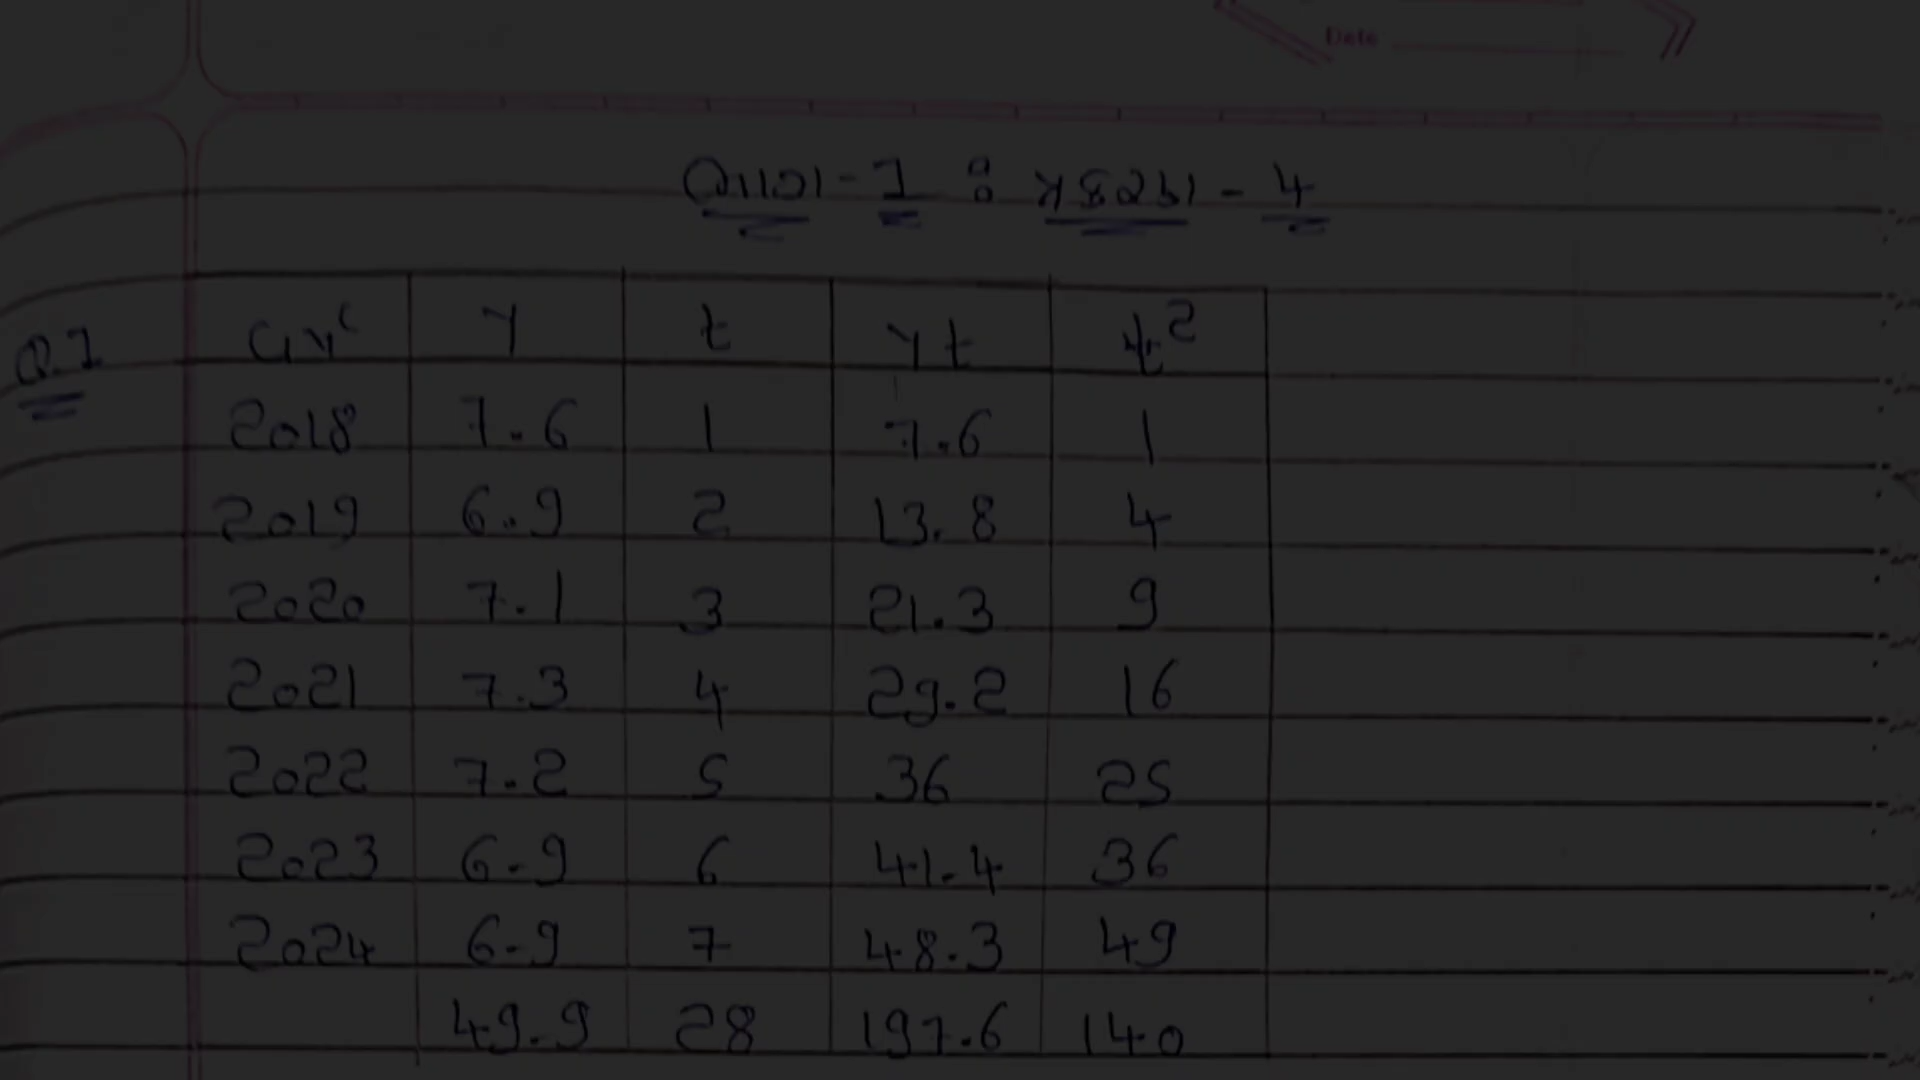 Date
વિભાગ - 1 : પ્રકરણ - 4
Q.1
વર્ષ y t yt t²
2018 7.6 1 7.6 1
2019 6.9 2 13.8 4
2020 7.1 3 21.3 9
2021 7.3 4 29.2 16
2022 7.2 5 36 25
2023 6.9 6 41.4 36
2024 6.9 7 48.3 49
49.9 28 197.6 140